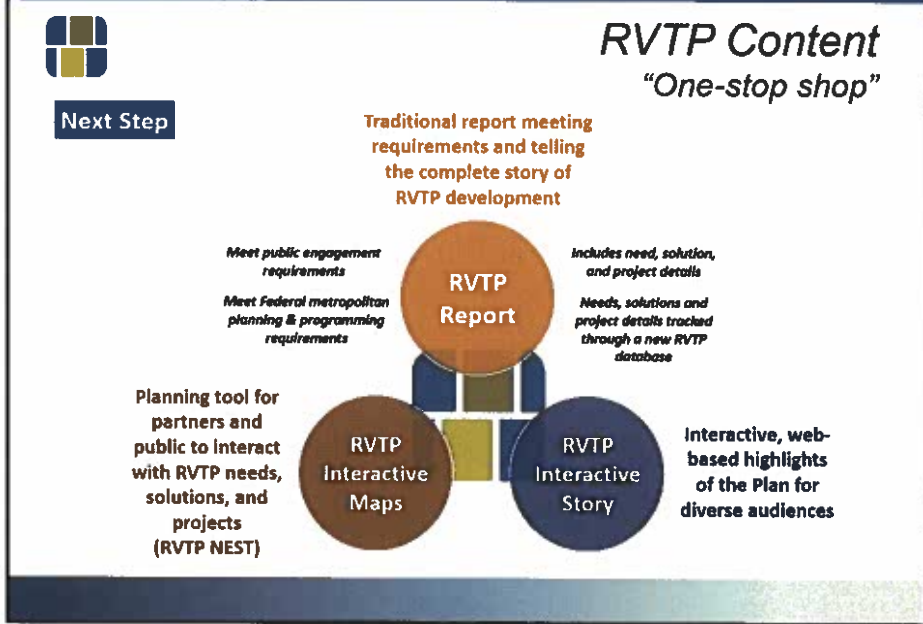 RVTP Content
"One-stop shop"
Next Step
Traditional report meeting
requirements and telling
the complete story of
RVTP development
Meet public engagement
requirements
Meet Federal metropolitan
planning & programming
requirements
RVTP
Report
Includes need, solution,
and project details
Needs, solutions and
project details tracked
through a new RVTP
database
Planning tool for
partners and
public to interact
with RVTP needs,
solutions, and
projects
(RVTP NEST)
RVTP
Interactive
Maps
RVTP
Interactive
Story
Interactive, web-
based highlights
of the Plan for
diverse audiences